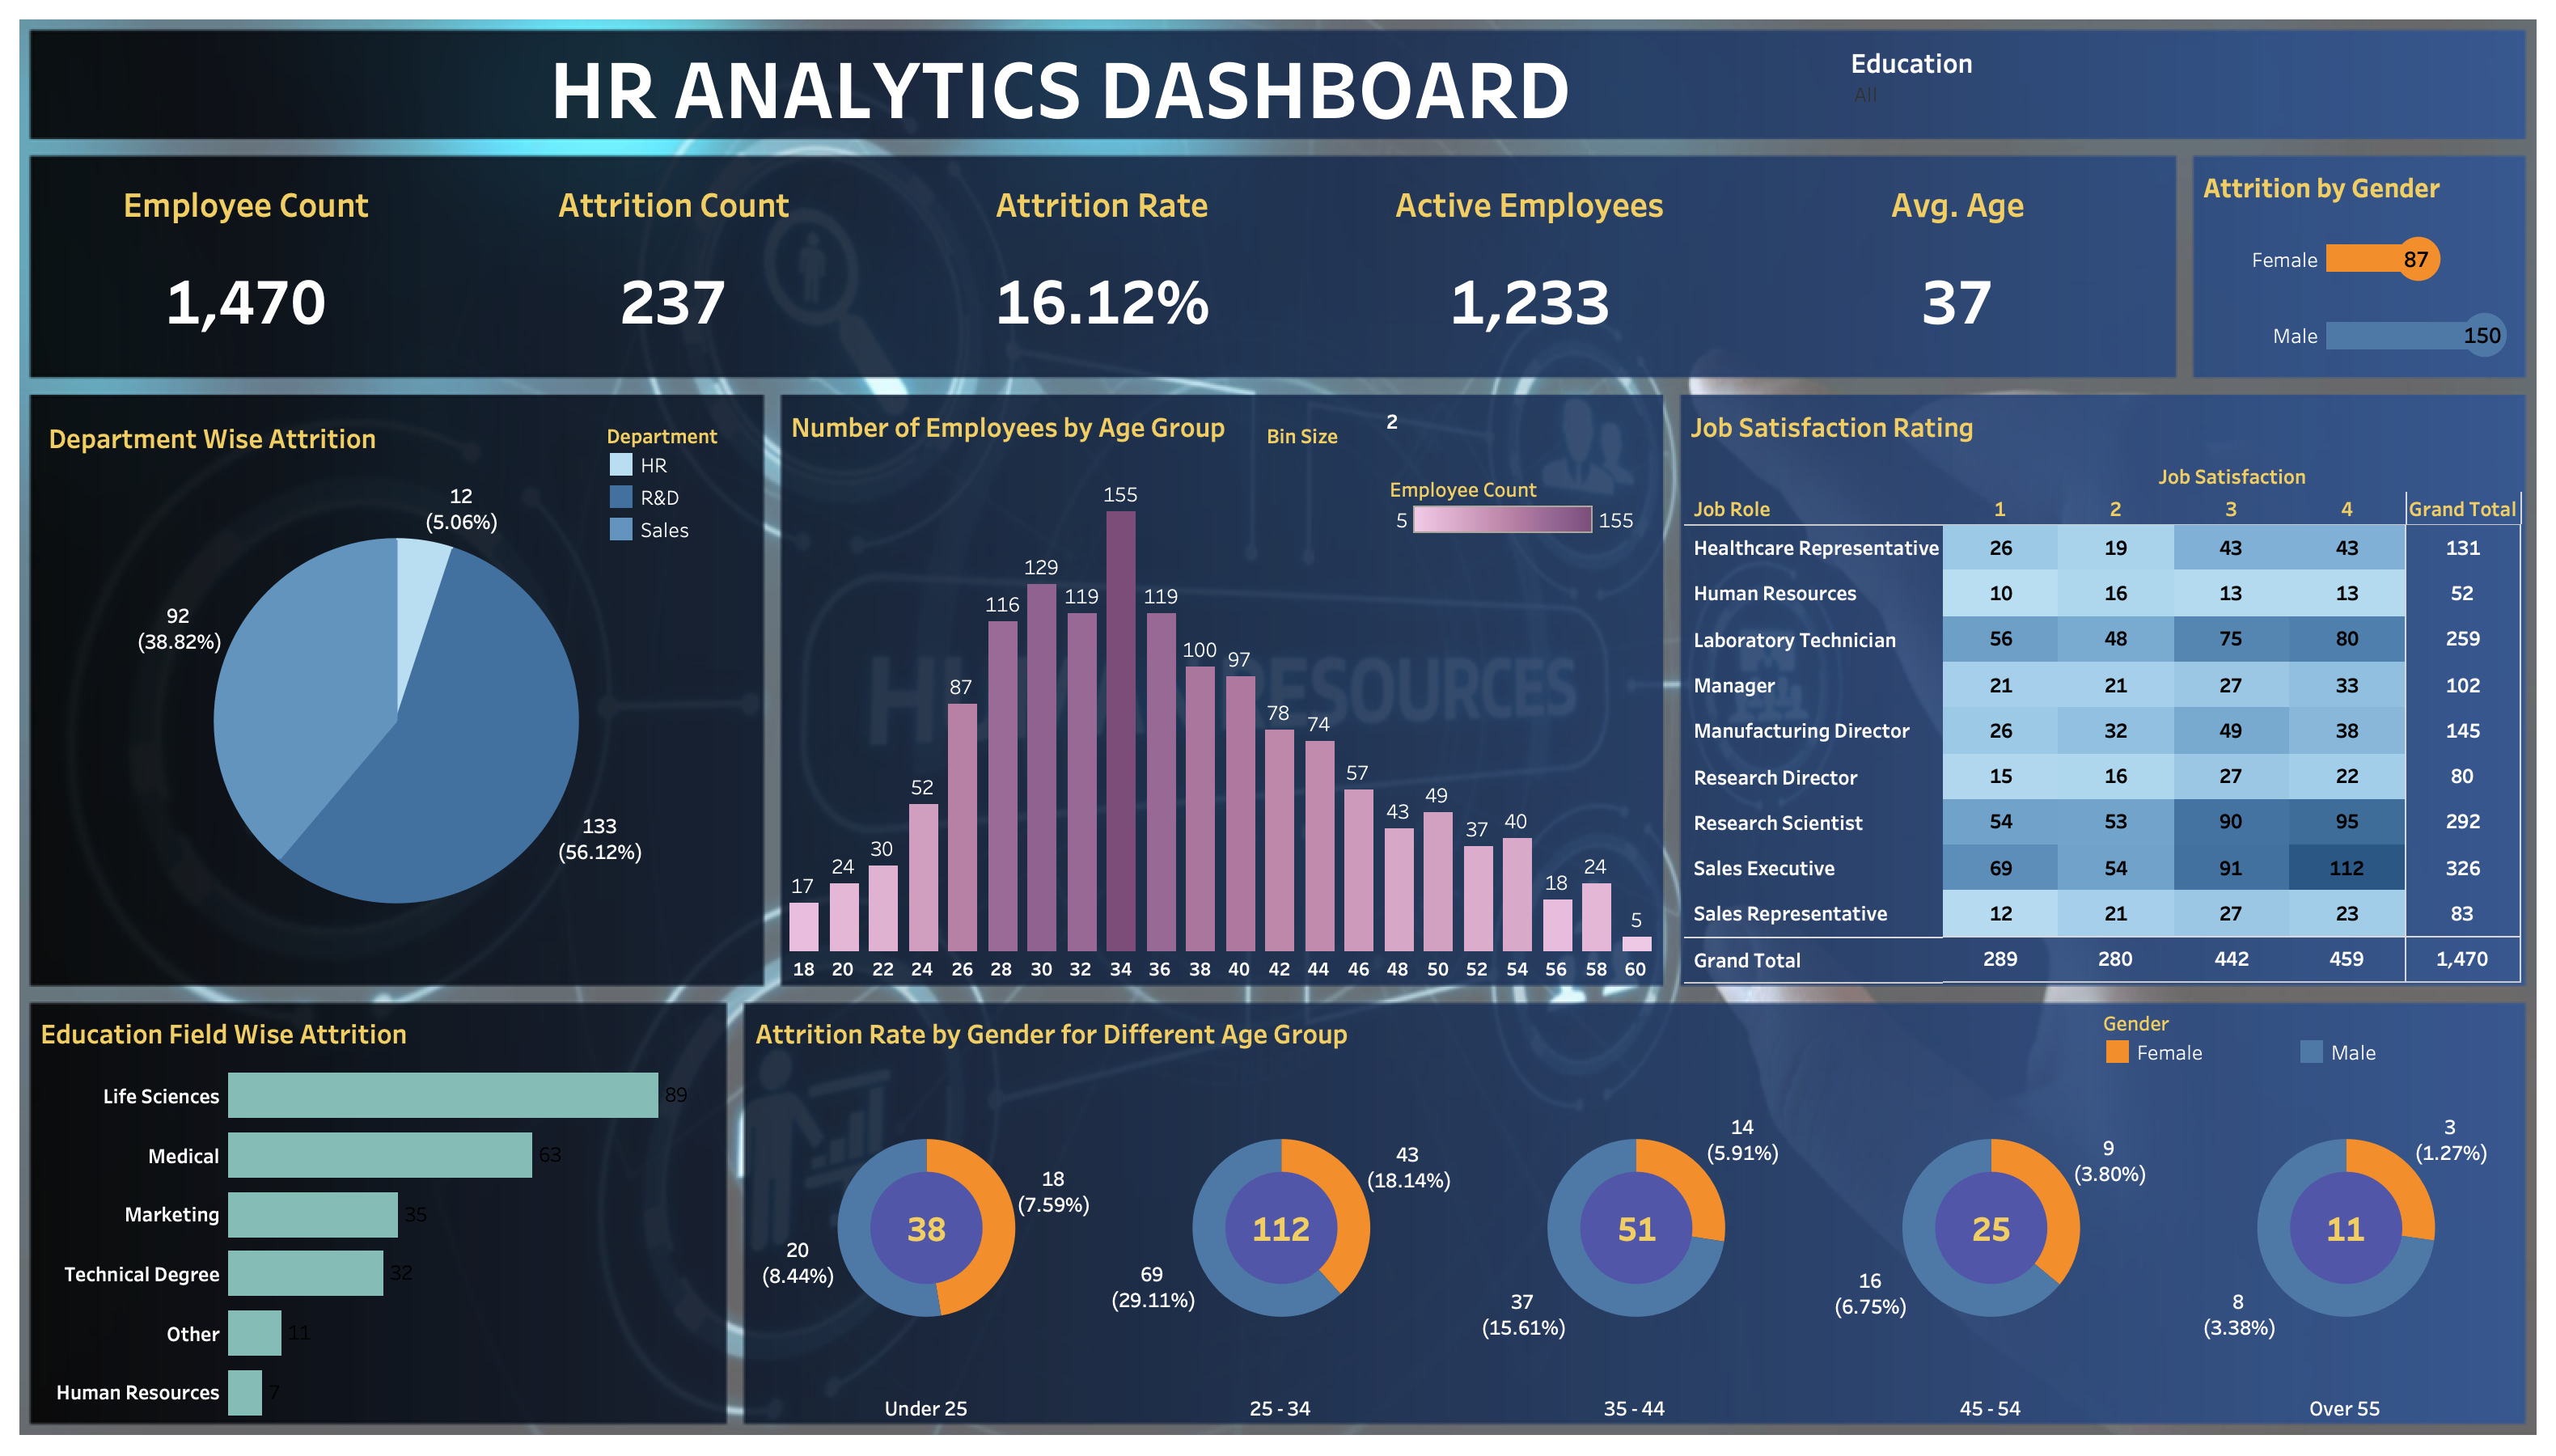 HR ANALYTICS DASHBOARD
Education
All
Employee Count
1,470
Attrition Count
237
Attrition Rate
16.12%
Active Employees
1,233
Avg. Age
37
Attrition by Gender
Female 87
Male 150
Department Wise Attrition
Department
HR
R&D
Sales
12
(5.06%)
92
(38.82%)
133
(56.12%)
Number of Employees by Age Group
Bin Size
2
Employee Count
5 155
17 24 30 52 87 116 129 119 155 119 100 97 78 74 57 43 49 37 40 18 24 5
18 20 22 24 26 28 30 32 34 36 38 40 42 44 46 48 50 52 54 56 58 60
HUMAN RESOURCES
Job Satisfaction Rating
Job Satisfaction
Job Role 1 2 3 4 Grand Total
Healthcare Representative 26 19 43 43 131
Human Resources 10 16 13 13 52
Laboratory Technician 56 48 75 80 259
Manager 21 21 27 33 102
Manufacturing Director 26 32 49 38 145
Research Director 15 16 27 22 80
Research Scientist 54 53 90 95 292
Sales Executive 69 54 91 112 326
Sales Representative 12 21 27 23 83
Grand Total 289 280 442 459 1,470
Education Field Wise Attrition
Life Sciences 89
Medical 63
Marketing 35
Technical Degree 32
Other 11
Human Resources 7
Attrition Rate by Gender for Different Age Group
Gender
Female Male
38
18
(7.59%)
20
(8.44%)
Under 25
112
43
(18.14%)
69
(29.11%)
25 - 34
51
14
(5.91%)
37
(15.61%)
35 - 44
25
9
(3.80%)
16
(6.75%)
45 - 54
11
3
(1.27%)
8
(3.38%)
Over 55